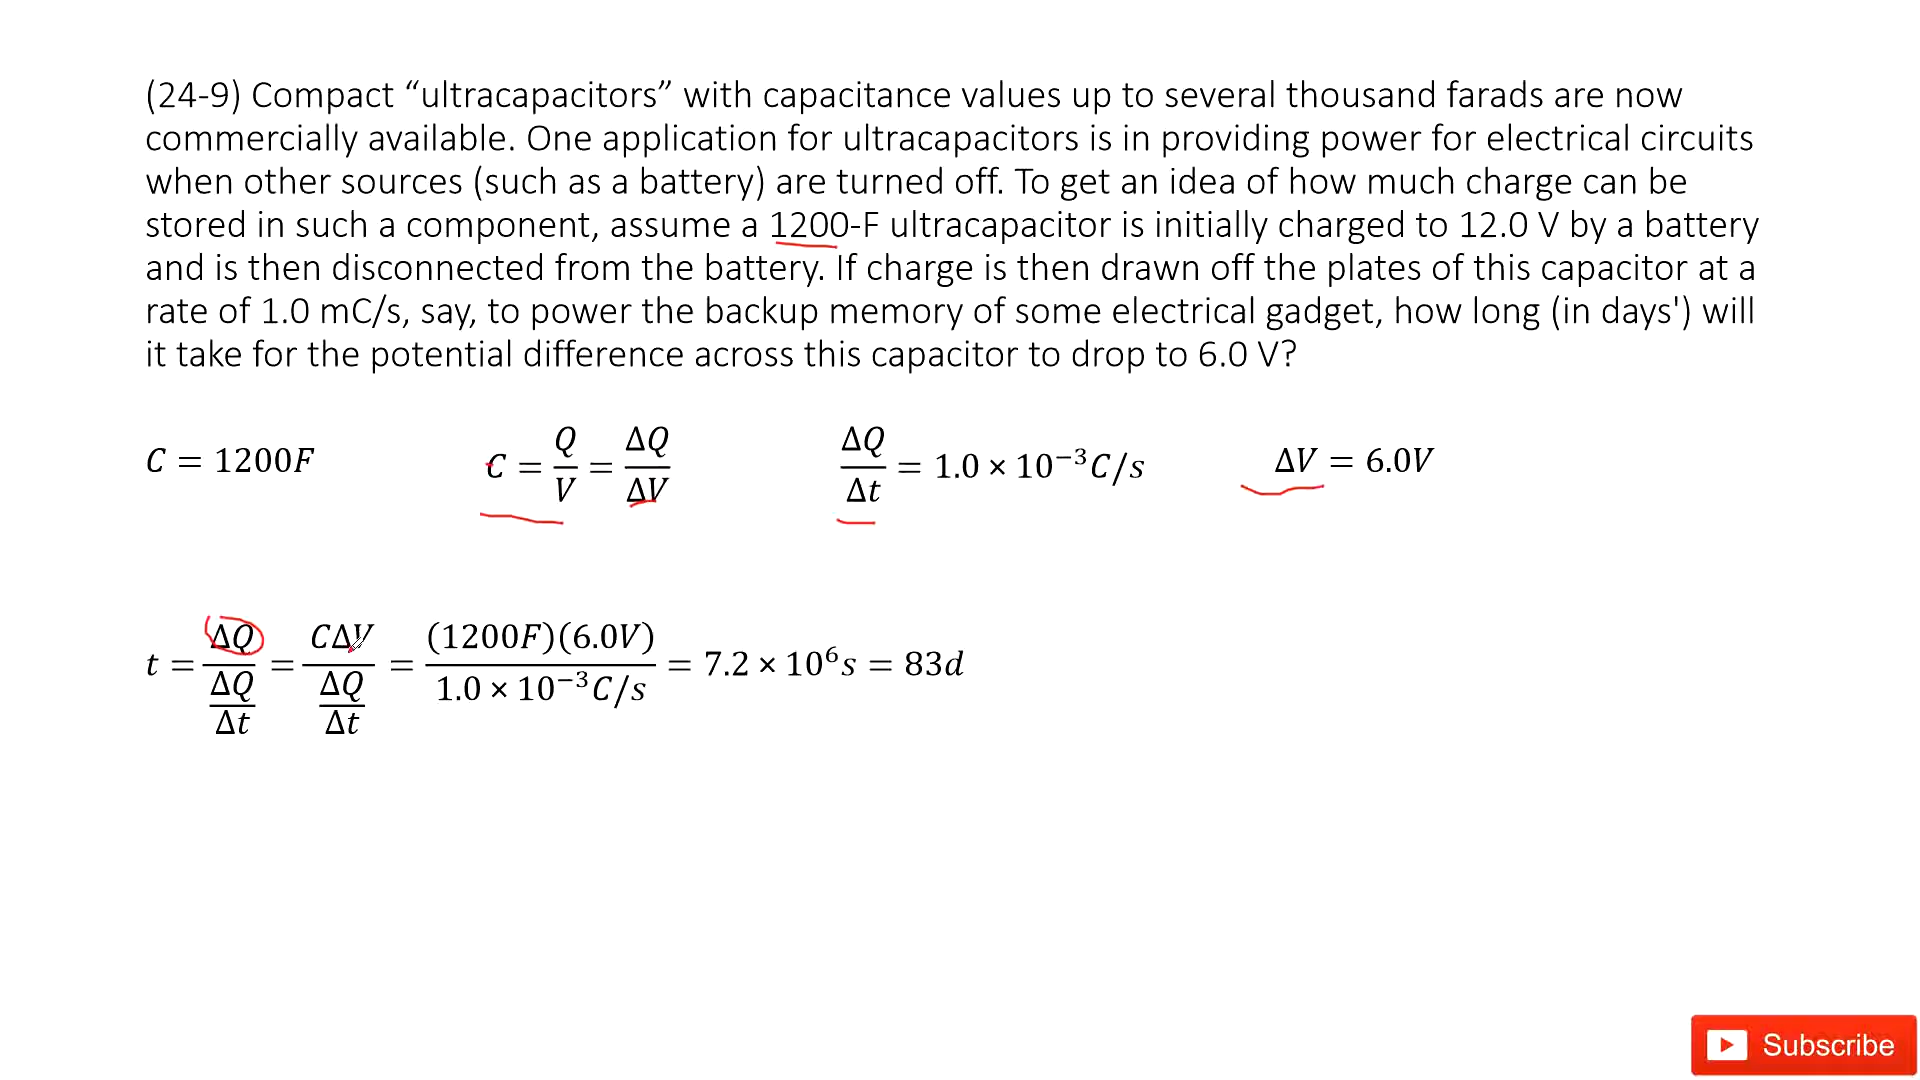 (24-9) Compact “ultracapacitors” with capacitance values up to several thousand farads are now
commercially available. One application for ultracapacitors is in providing power for electrical circuits
when other sources (such as a battery) are turned off. To get an idea of how much charge can be
stored in such a component, assume a 1200-F ultracapacitor is initially charged to 12.0 V by a battery
and is then disconnected from the battery. If charge is then drawn off the plates of this capacitor at a
rate of 1.0 mC/s, say, to power the backup memory of some electrical gadget, how long (in days') will
it take for the potential difference across this capacitor to drop to 6.0 V?
C = 1200F
C = Q/V = ΔQ/ΔV
ΔQ/Δt = 1.0 × 10⁻³C/s
ΔV = 6.0V
t = ΔQ/(ΔQ/Δt) = CΔV/(ΔQ/Δt) = (1200F)(6.0V)/(1.0 × 10⁻³C/s) = 7.2 × 10⁶s = 83d
Subscribe